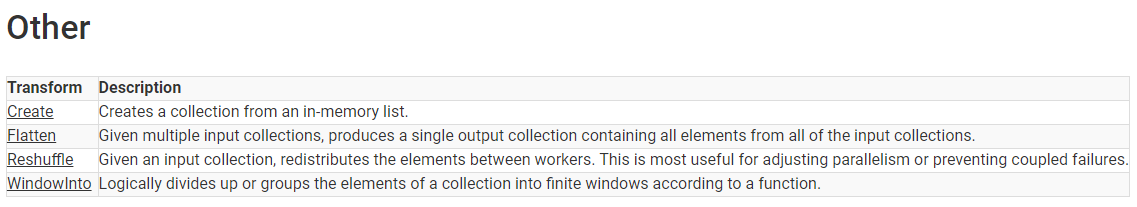 Other
Transform Description
Create Creates a collection from an in-memory list.
Flatten Given multiple input collections, produces a single output collection containing all elements from all of the input collections.
Reshuffle Given an input collection, redistributes the elements between workers. This is most useful for adjusting parallelism or preventing coupled failures.
WindowInto Logically divides up or groups the elements of a collection into finite windows according to a function.